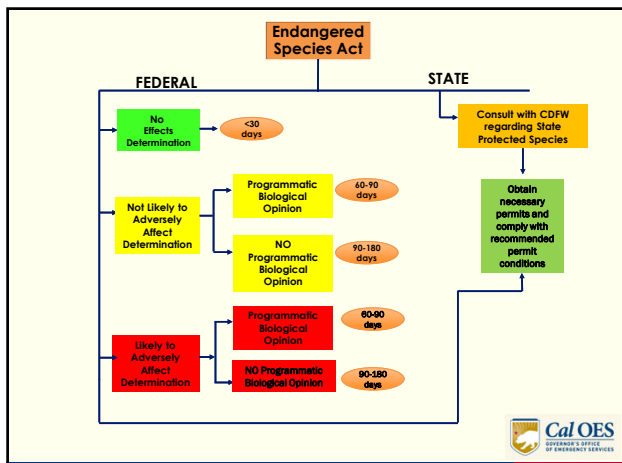 Endangered
Species Act
FEDERAL
STATE
No
Effects
Determination
<30
days
Consult with CDFW
regarding State
Protected Species
Not Likely to
Adversely
Affect
Determination
Programmatic
Biological
Opinion
60-90
days
NO
Programmatic
Biological
Opinion
90-180
days
Obtain
necessary
permits and
comply with
recommended
permit
conditions
Likely to
Adversely
Affect
Determination
Programmatic
Biological
Opinion
60-90
days
NO Programmatic
Biological Opinion
90-180
days
Cal OES
GOVERNOR'S OFFICE
OF EMERGENCY SERVICES